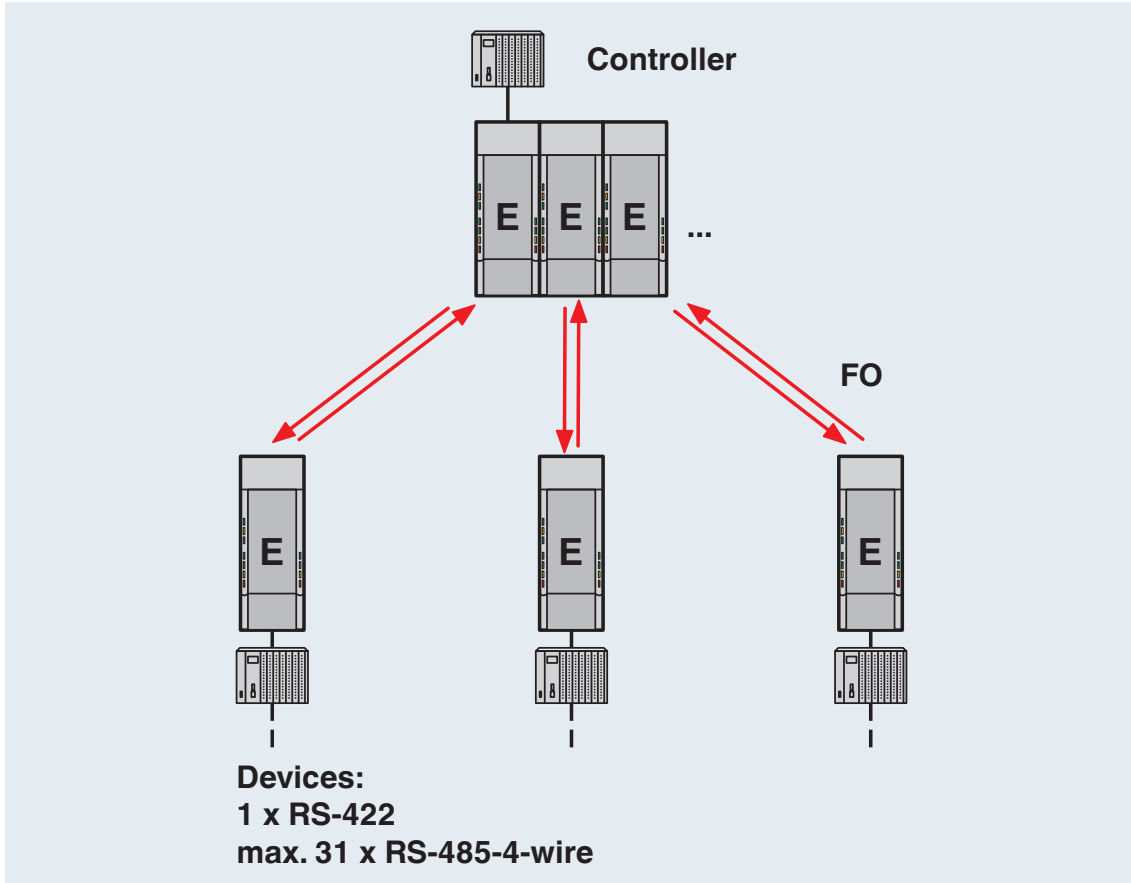 Controller
E E E ...
FO
E E E
Devices:
1 x RS-422
max. 31 x RS-485-4-wire